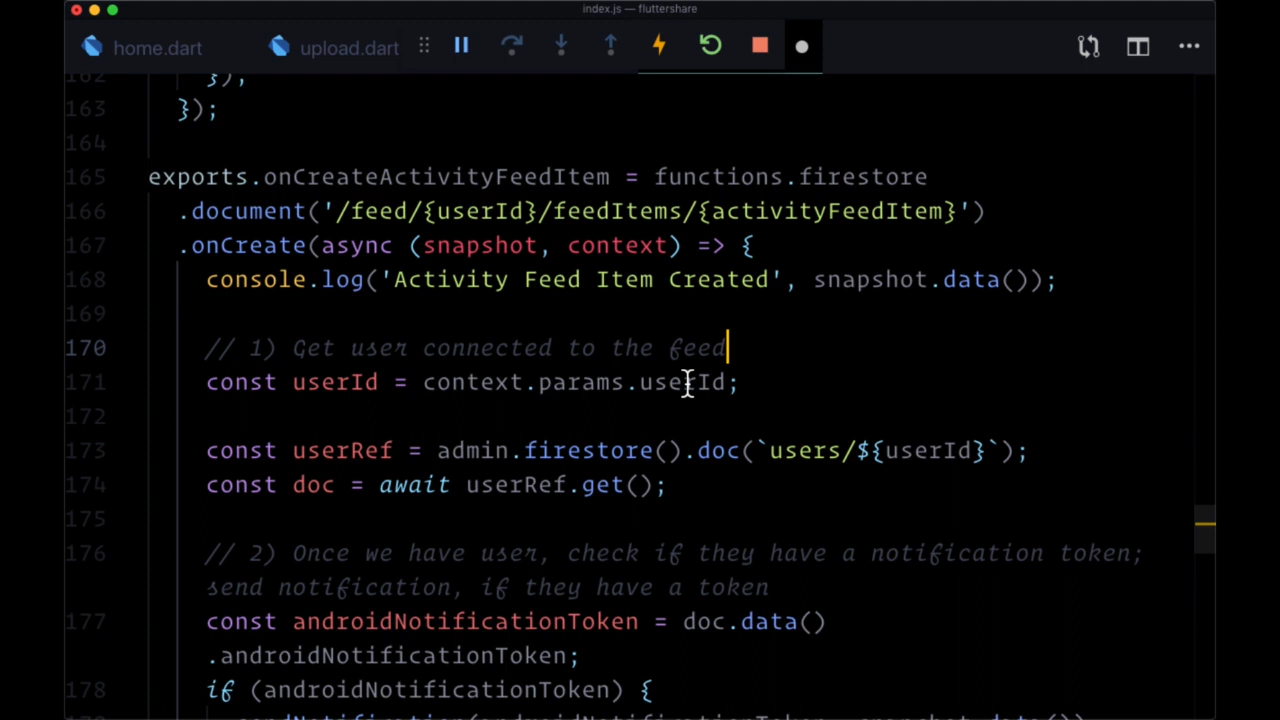 index.js — fluttershare
home.dart
upload.dart
162 });
163 });
164
165 exports.onCreateActivityFeedItem = functions.firestore
166 .document('/feed/{userId}/feedItems/{activityFeedItem}')
167 .onCreate(async (snapshot, context) => {
168 console.log('Activity Feed Item Created', snapshot.data());
169
170 // 1) Get user connected to the feed
171 const userId = context.params.userId;
172
173 const userRef = admin.firestore().doc(`users/${userId}`);
174 const doc = await userRef.get();
175
176 // 2) Once we have user, check if they have a notification token;
send notification, if they have a token
177 const androidNotificationToken = doc.data()
.androidNotificationToken;
178 if (androidNotificationToken) {